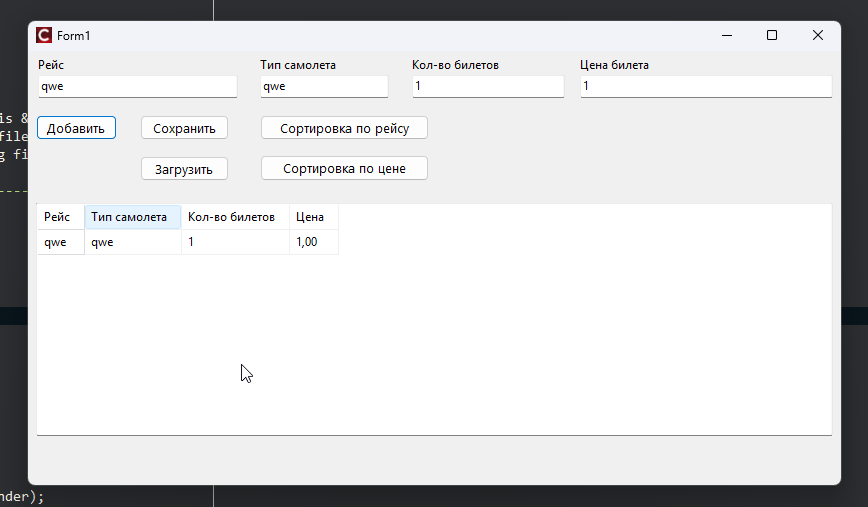 Form1
Рейс Тип самолета Кол-во билетов Цена билета
qwe qwe 1 1
is &
Добавить Сохранить Сортировка по рейсу
file
g fi
Загрузить Сортировка по цене
----
Рейс Тип самолета Кол-во билетов Цена
qwe qwe 1 1,00
nder);